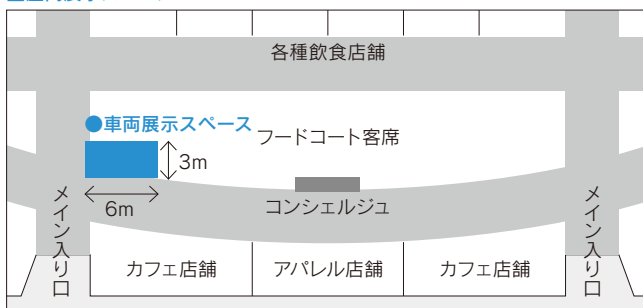 各種飲食店舗
●車両展示スペース
フードコート客席
3m
6m
コンシェルジュ
メイン入り口
メイン入り口
カフェ店舗
アパレル店舗
カフェ店舗